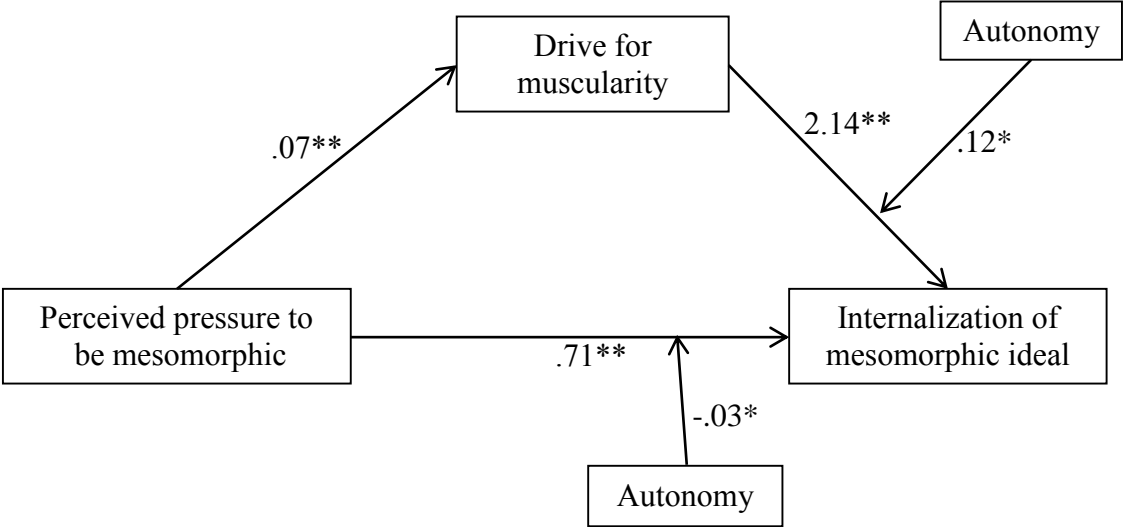 Autonomy
Drive for
muscularity
2.14**
.12*
.07**
Perceived pressure to
be mesomorphic
Internalization of
mesomorphic ideal
.71**
-.03*
Autonomy